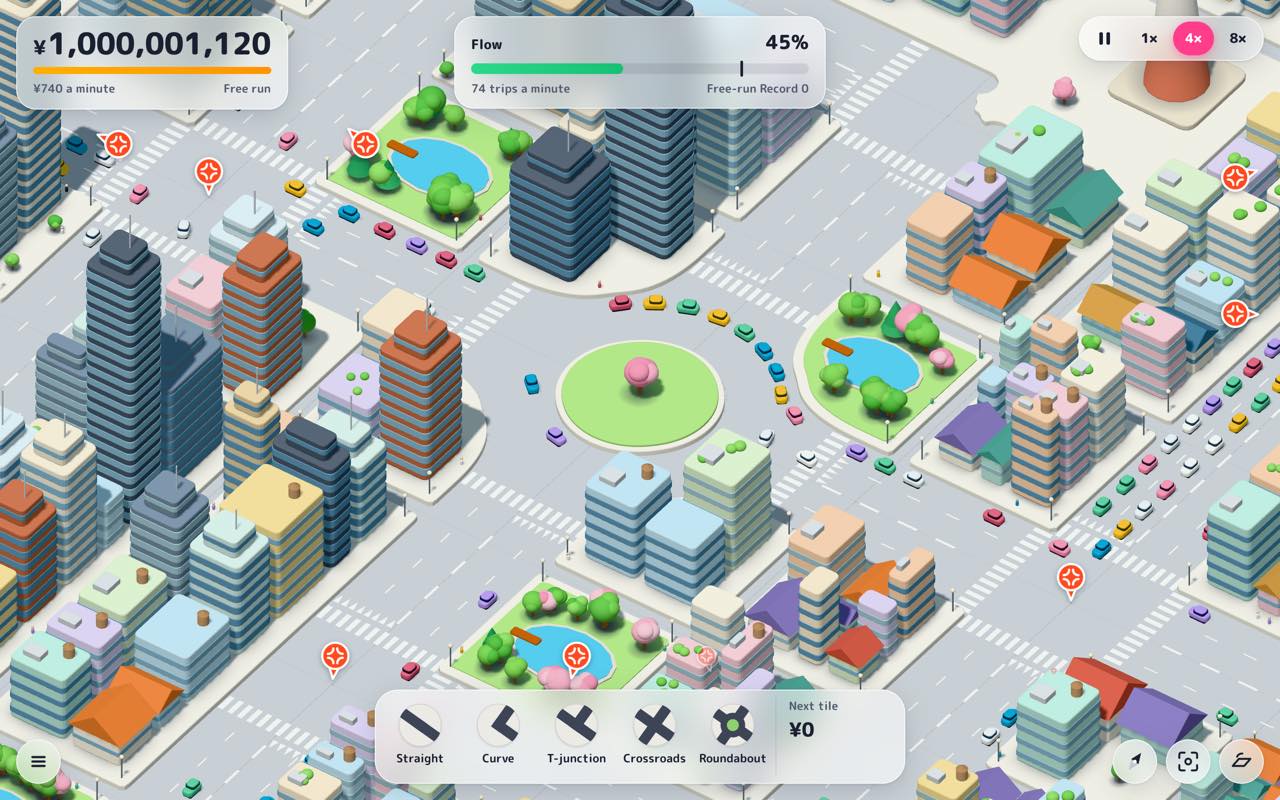 ¥1,000,001,120
¥740 a minute
Free run
Flow
45%
74 trips a minute
Free-run Record 0
1×
4×
8×
Straight
Curve
T-junction
Crossroads
Roundabout
Next tile
¥0